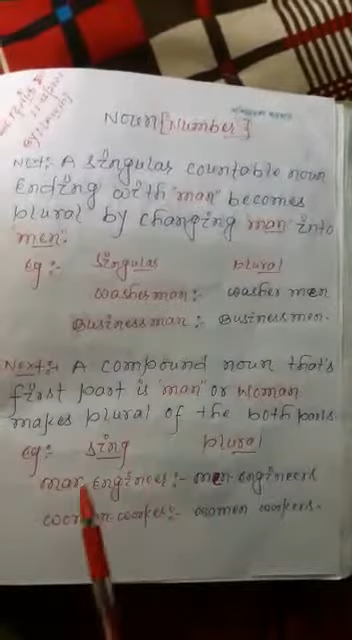 Noun [Number]
Next:- A singular countable noun
Ending with "man" becomes
plural by changing man into
"men".
eg:- singular plural
washerman:- washer men
Businessman:- Businessmen.
Next:- A compound noun that's
first part is "man" or woman
makes plural of the both parts.
eg:- sing plural
man engineer:- men engineers
woman worker:- women workers.